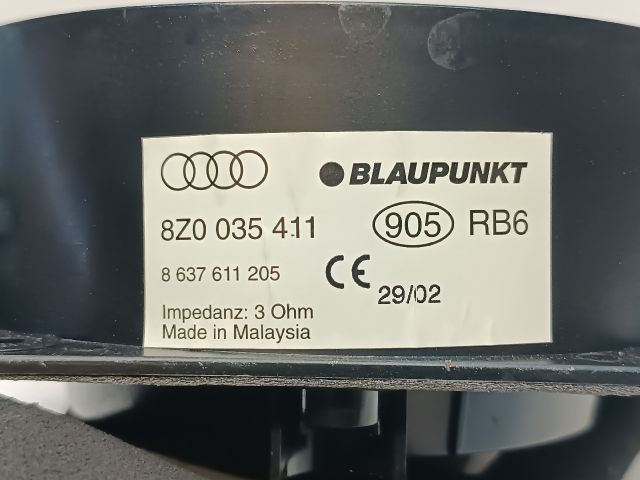 BLAUPUNKT
8Z0 035 411 905 RB6
8 637 611 205 CE
29/02
Impedanz: 3 Ohm
Made in Malaysia